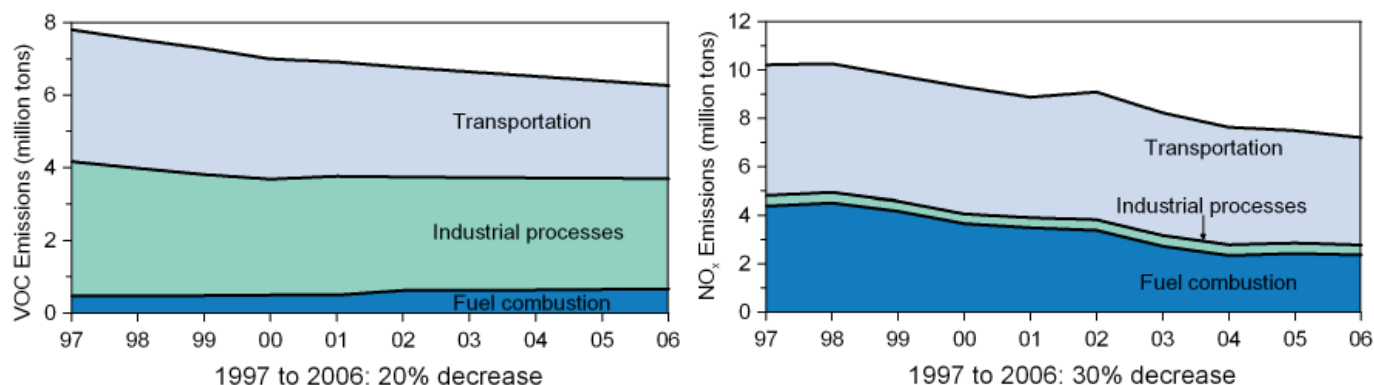 VOC Emissions (million tons)
8
6
4
2
0
Transportation
Industrial processes
Fuel combustion
97 98 99 00 01 02 03 04 05 06
1997 to 2006: 20% decrease
NOx Emissions (million tons)
12
10
8
6
4
2
0
Transportation
Industrial processes
Fuel combustion
97 98 99 00 01 02 03 04 05 06
1997 to 2006: 30% decrease